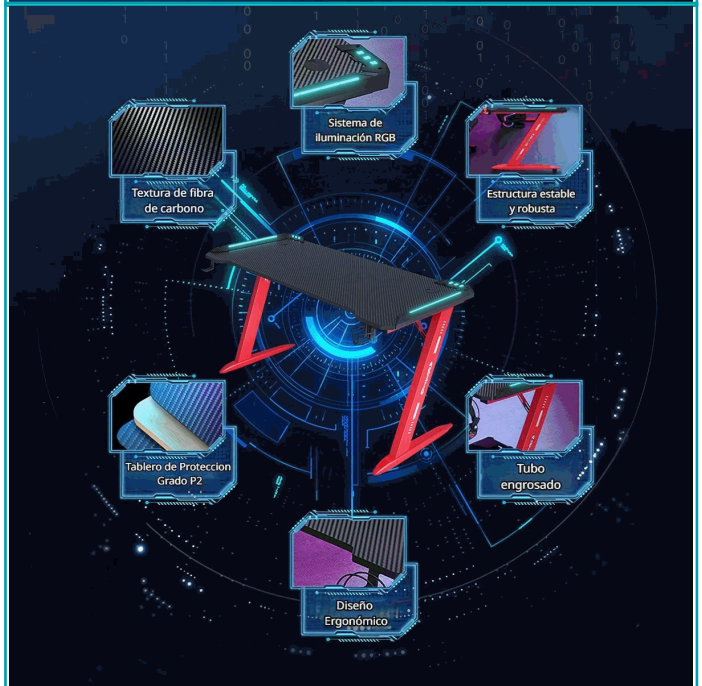 Sistema de
iluminación RGB
Textura de fibra
de carbono
Estructura estable
y robusta
Tablero de Proteccion
Grado P2
Tubo
engrosado
Diseño
Ergonómico